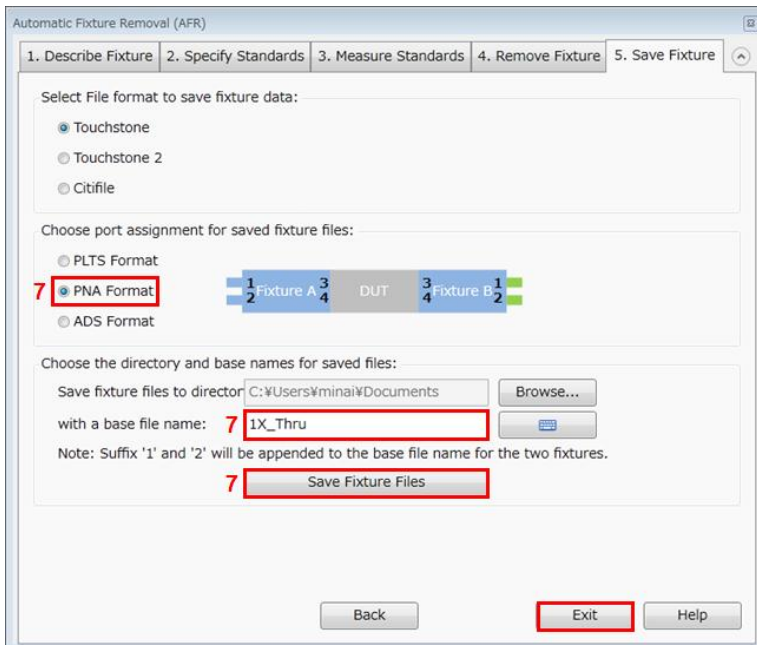 Automatic Fixture Removal (AFR)
1. Describe Fixture 2. Specify Standards 3. Measure Standards 4. Remove Fixture 5. Save Fixture
Select File format to save fixture data:
Touchstone
Touchstone 2
Citifile
Choose port assignment for saved fixture files:
PLTS Format
7 PNA Format
1 2 Fixture A 3 4 DUT 3 4 Fixture B 1 2
ADS Format
Choose the directory and base names for saved files:
Save fixture files to director C:¥Users¥minai¥Documents Browse...
with a base file name: 7 1X_Thru
Note: Suffix '1' and '2' will be appended to the base file name for the two fixtures.
7 Save Fixture Files
Back Exit Help